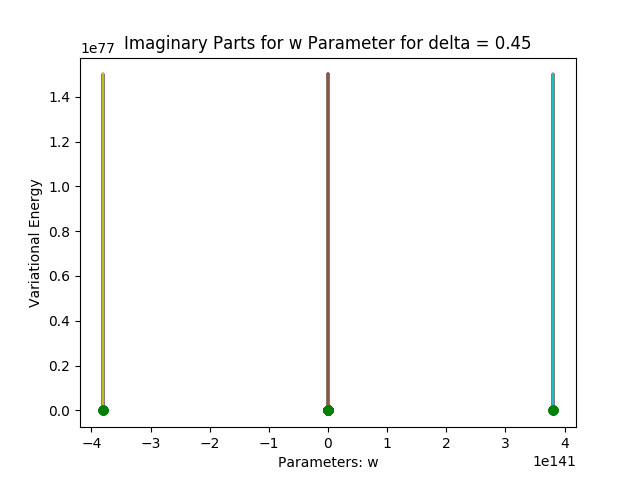 Imaginary Parts for w Parameter for delta = 0.45
1e77
1.4
1.2
1.0
0.8
0.6
0.4
0.2
0.0
Variational Energy
−4 −3 −2 −1 0 1 2 3 4
Parameters: w
1e141